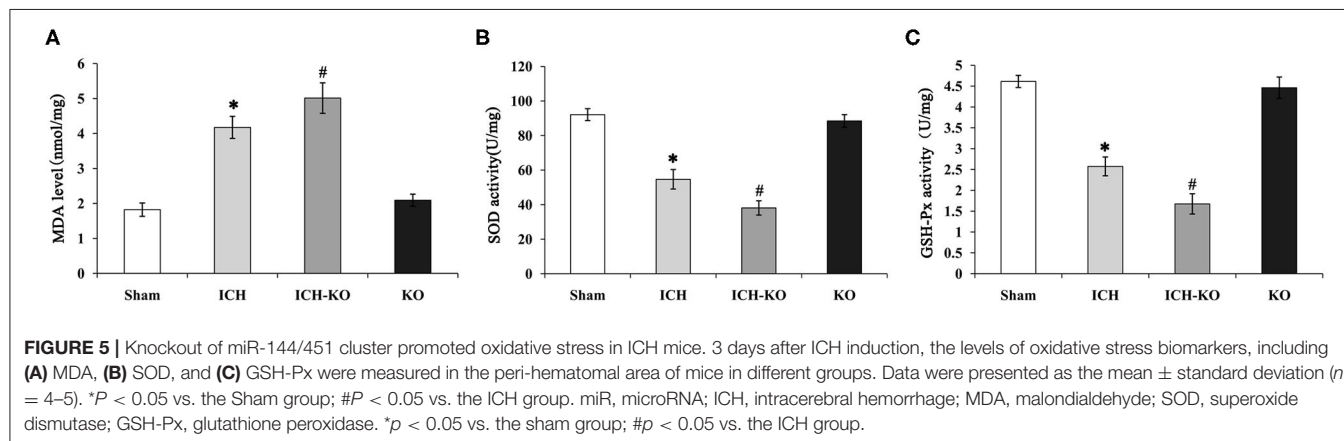 A
MDA level(nmol/mg)
6
5
4
3
2
1
0
*
#
Sham
ICH
ICH-KO
KO
B
SOD activity(U/mg)
120
100
80
60
40
20
0
*
#
Sham
ICH
ICH-KO
KO
C
GSH-Px activity (U/mg)
5
4.5
4
3.5
3
2.5
2
1.5
1
0.5
0
*
#
Sham
ICH
ICH-KO
KO
FIGURE 5 | Knockout of miR-144/451 cluster promoted oxidative stress in ICH mice. 3 days after ICH induction, the levels of oxidative stress biomarkers, including
(A) MDA, (B) SOD, and (C) GSH-Px were measured in the peri-hematomal area of mice in different groups. Data were presented as the mean ± standard deviation (n
= 4–5). *P < 0.05 vs. the Sham group; #P < 0.05 vs. the ICH group. miR, microRNA; ICH, intracerebral hemorrhage; MDA, malondialdehyde; SOD, superoxide
dismutase; GSH-Px, glutathione peroxidase. *p < 0.05 vs. the sham group; #p < 0.05 vs. the ICH group.